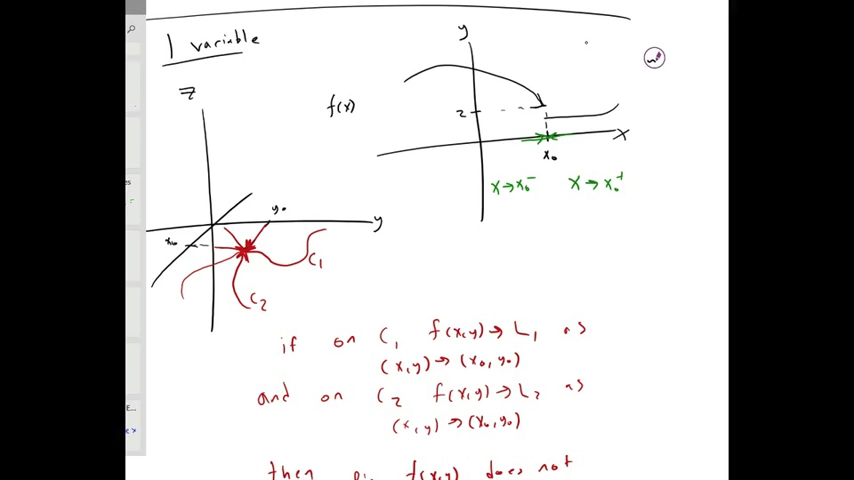 1 variable
Z
y
f(x)
2
X
x₀
X→x₀⁻ X→x₀⁺
y₀
y
x₀
C₁
C₂
if on C₁ f(x,y)→L₁ as
(x,y)→(x₀,y₀)
and on C₂ f(x,y)→L₂ as
(x,y)→(x₀,y₀)
then f(x,y) does not